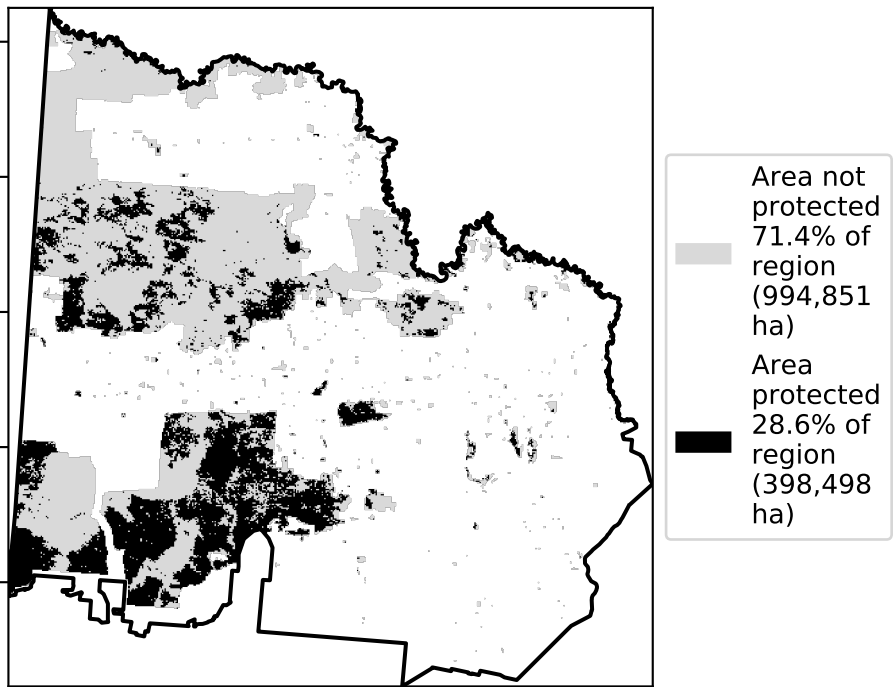 Area not
protected
71.4% of
region
(994,851
ha)
Area
protected
28.6% of
region
(398,498
ha)